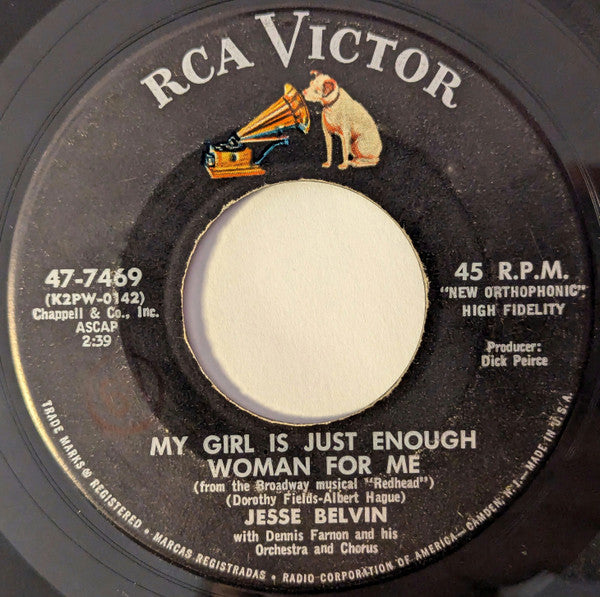 RCA VICTOR
47-7469
(K2PW-0142)
Chappell & Co., Inc.
ASCAP
2:39
45 R.P.M.
"NEW ORTHOPHONIC"
HIGH FIDELITY
Producer:
Dick Peirce
MY GIRL IS JUST ENOUGH
WOMAN FOR ME
(from the Broadway musical "Redhead")
(Dorothy Fields-Albert Hague)
JESSE BELVIN
with Dennis Farnon and his
Orchestra and Chorus
TRADE MARKS ® REGISTERED • MARCAS REGISTRADAS • RADIO CORPORATION OF AMERICA—CAMDEN, N.J.—MADE IN U.S.A.